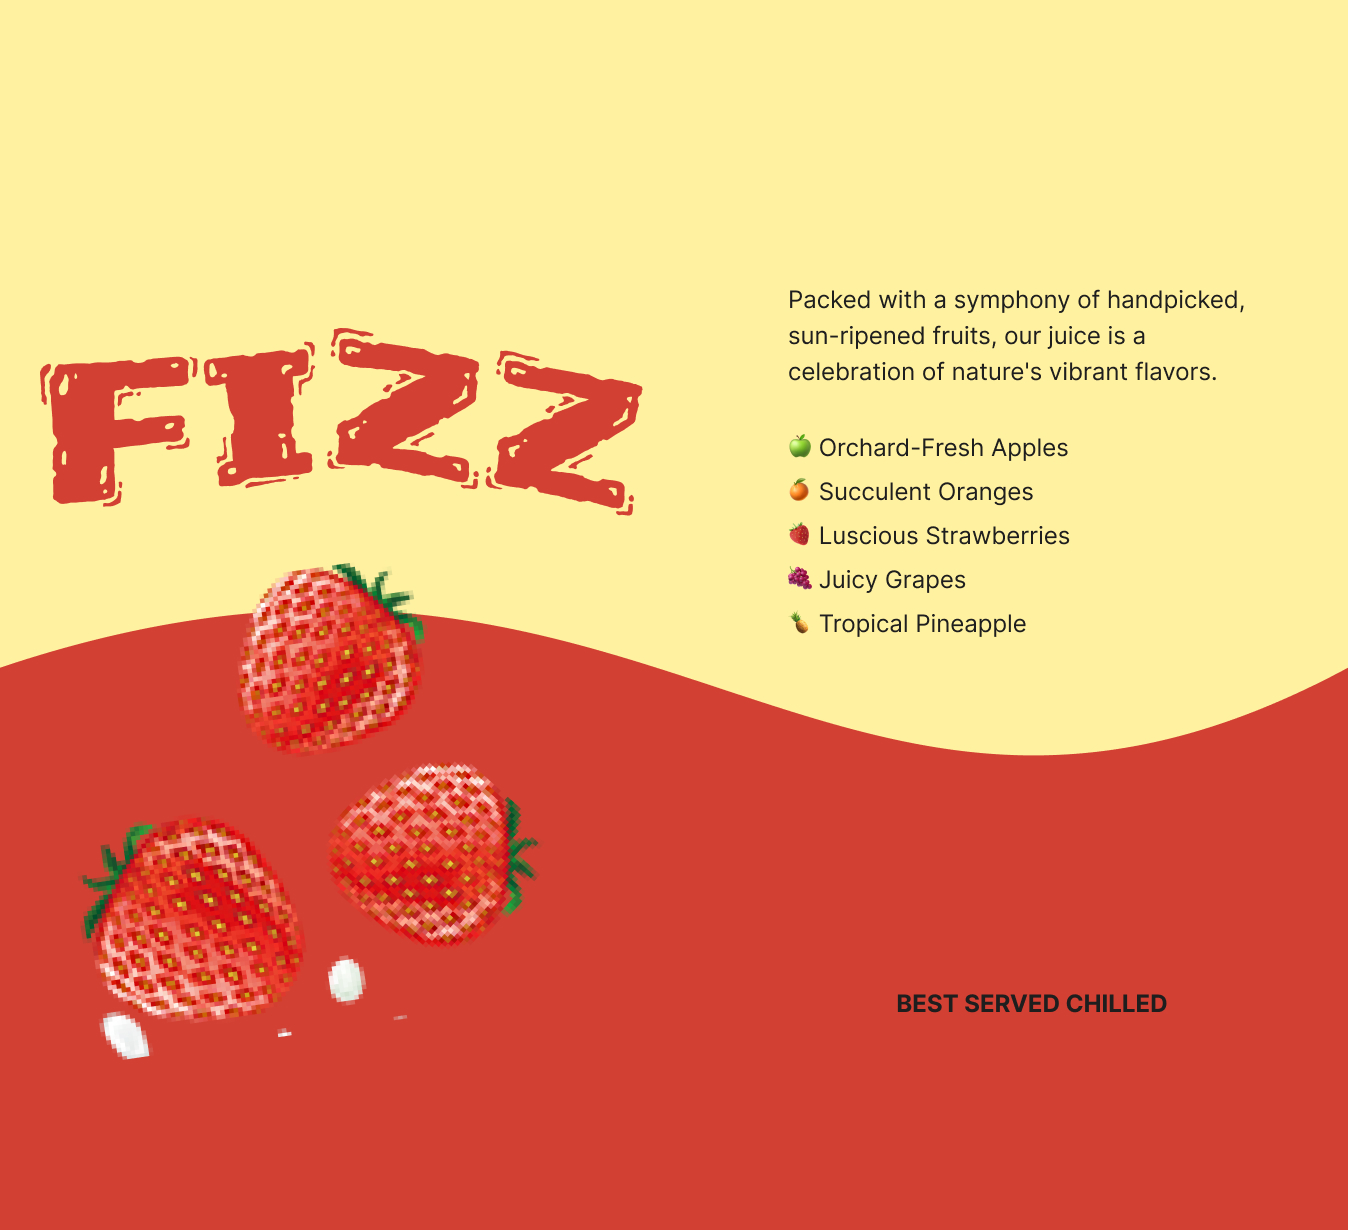 FIZZ
Packed with a symphony of handpicked,
sun-ripened fruits, our juice is a
celebration of nature's vibrant flavors.
🍏 Orchard-Fresh Apples
🍊 Succulent Oranges
🍓 Luscious Strawberries
🍇 Juicy Grapes
🍍 Tropical Pineapple
BEST SERVED CHILLED